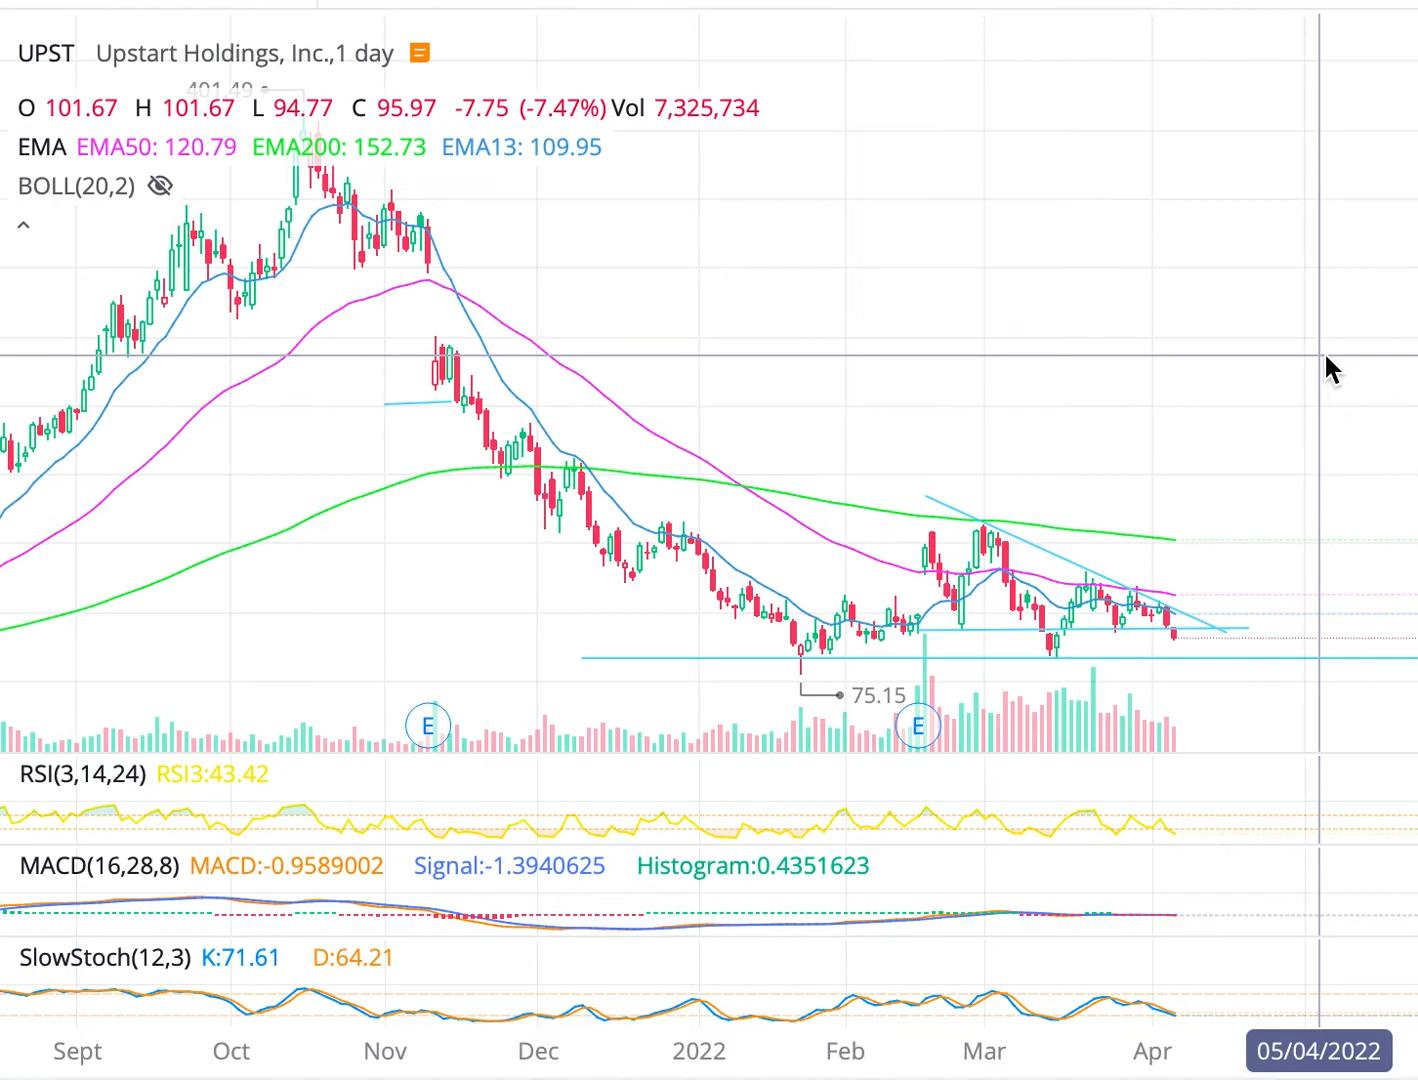 UPST Upstart Holdings, Inc.,1 day
401.49
O 101.67 H 101.67 L 94.77 C 95.97 -7.75 (-7.47%) Vol 7,325,734
EMA EMA50: 120.79 EMA200: 152.73 EMA13: 109.95
BOLL(20,2)
75.15
E E
RSI(3,14,24) RSI3:43.42
MACD(16,28,8) MACD:-0.9589002 Signal:-1.3940625 Histogram:0.4351623
SlowStoch(12,3) K:71.61 D:64.21
Sept Oct Nov Dec 2022 Feb Mar Apr 05/04/2022